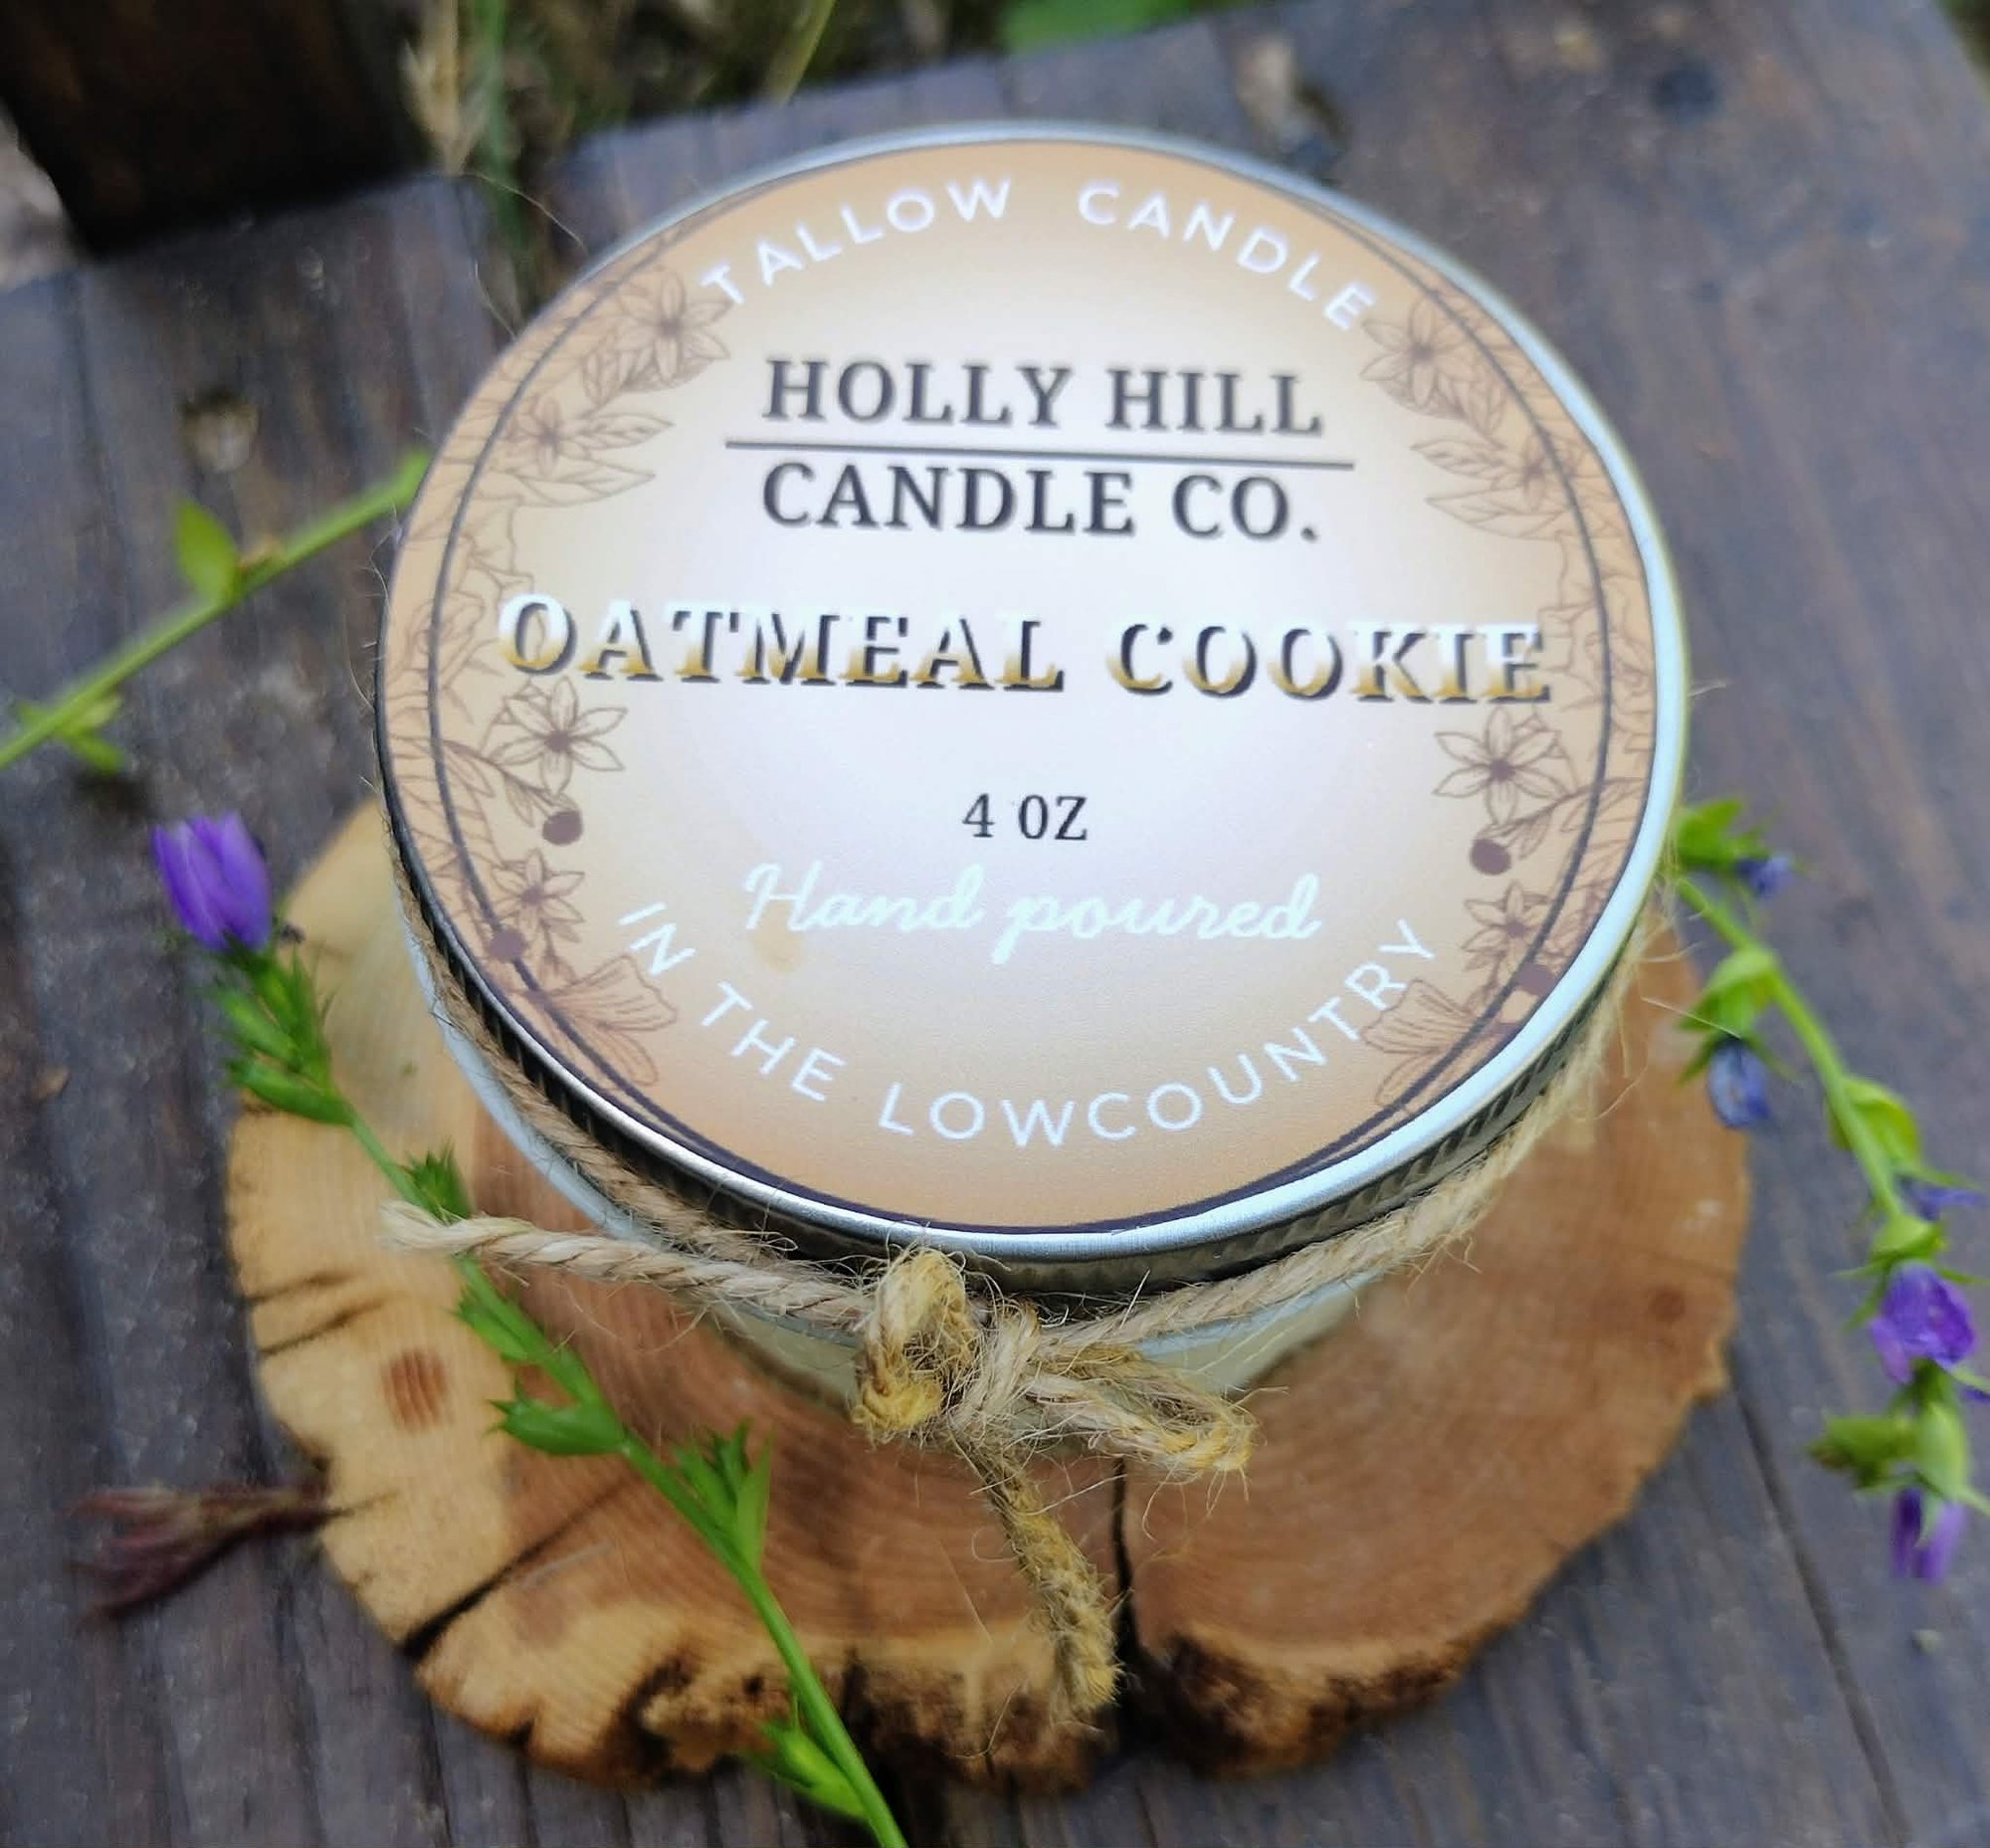 TALLOW CANDLE
HOLLY HILL
CANDLE CO.
OATMEAL COOKIE
4 OZ
Hand poured
IN THE LOWCOUNTRY